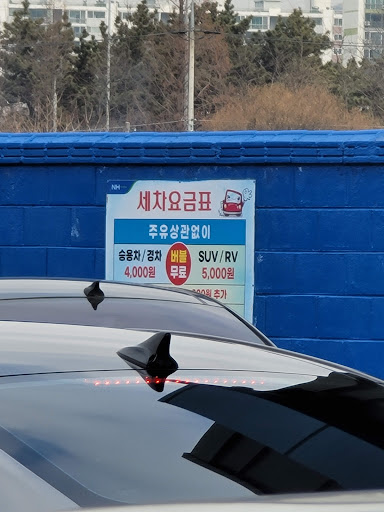 NH
세차요금표
주유상관없이
승용차/경차 버블 SUV/RV
4,000원 무료 5,000원
추가